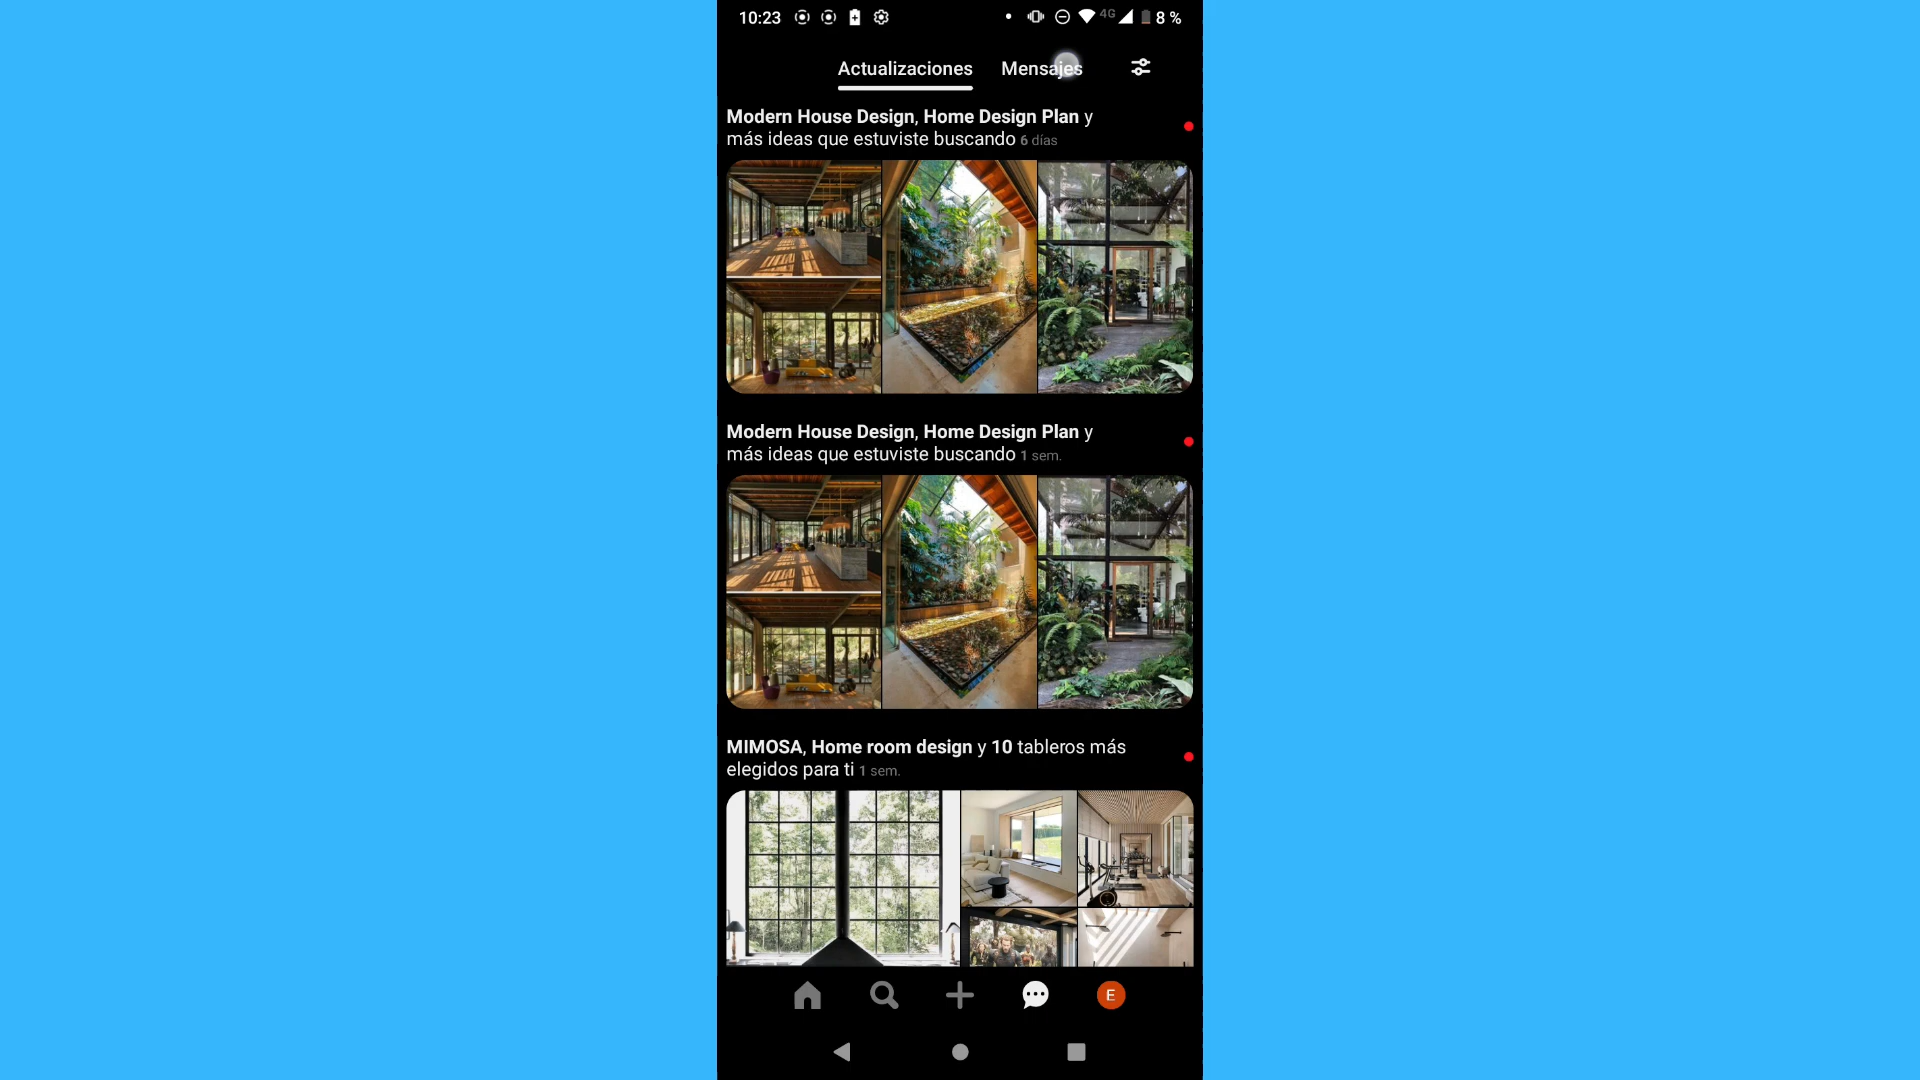 10:23 4G 8 %
Actualizaciones Mensajes
Modern House Design, Home Design Plan y
más ideas que estuviste buscando 6 días
Modern House Design, Home Design Plan y
más ideas que estuviste buscando 1 sem.
MIMOSA, Home room design y 10 tableros más
elegidos para ti 1 sem.
E